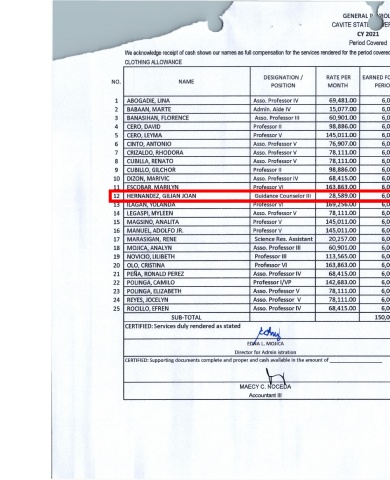 GENERAL P ROL
CAVITE STATE VER
CY 2021
Period Covered
We acknowledge receipt of cash shown our names as full compensation for the services rendered for the period covered
CLOTHING ALLOWANCE
NO. NAME DESIGNATION / POSITION RATE PER MONTH EARNED FO PERIO
1 ABOGADIE, LINA Asso. Professor IV 69,481.00 6,0
2 BABAAN, MARTE Admin. Aide IV 15,077.00 6,0
3 BANASIHAN, FLORENCE Asso. Professor III 60,901.00 6,0
4 CERO, DAVID Professor II 98,886.00 6,0
5 CERO, LEYMA Professor V 145,011.00 6,0
6 CINTO, ANTONIO Asso. Professor V 76,907.00 6,0
7 CRIZALDO, RHODORA Asso. Professor V 78,111.00 6,0
8 CUBILLA, RENATO Asso. Professor V 78,111.00 6,0
9 CUBILLO, GILCHOR Professor II 98,886.00 6,0
10 DIZON, MARIVIC Asso. Professor IV 68,415.00 6,0
11 ESCOBAR, MARILYN Professor VI 163,863.00 6,0
12 HERNANDEZ, GILIAN JOAN Guidance Counselor III 28,589.00 6,0
13 ILAGAN, YOLANDA Professor VI 169,256.00 6,0
14 LEGASPI, MYLEEN Asso. Professor V 78,111.00 6,0
15 MAGSINO, ANALITA Professor V 145,011.00 6,0
16 MANUEL, ADOLFO JR. Professor V 145,011.00 6,0
17 MARASIGAN, RENE Science Res. Assistant 20,257.00 6,0
18 MOJICA, ANALYN Asso. Professor III 60,901.00 6,0
19 NOVICIO, LILIBETH Professor III 113,565.00 6,0
20 OLO, CRISTINA Professor VI 163,863.00 6,0
21 PEÑA, RONALD PEREZ Asso. Professor IV 68,415.00 6,0
22 POLINGA, CAMILO Professor I/VP 142,683.00 6,0
23 POLINGA, ELIZABETH Asso. Professor V 78,111.00 6,0
24 REYES, JOCELYN Asso. Professor V 78,111.00 6,0
25 ROCILLO, EFREN Asso. Professor IV 68,415.00 6,0
SUB-TOTAL 150,0
CERTIFIED: Services duly rendered as stated
EDNA L. MOJICA
Director for Admin istration
CERTIFIED: Supporting documents complete and proper and cash available in the amount of
MAECY C. NOCEDA
Accountant III